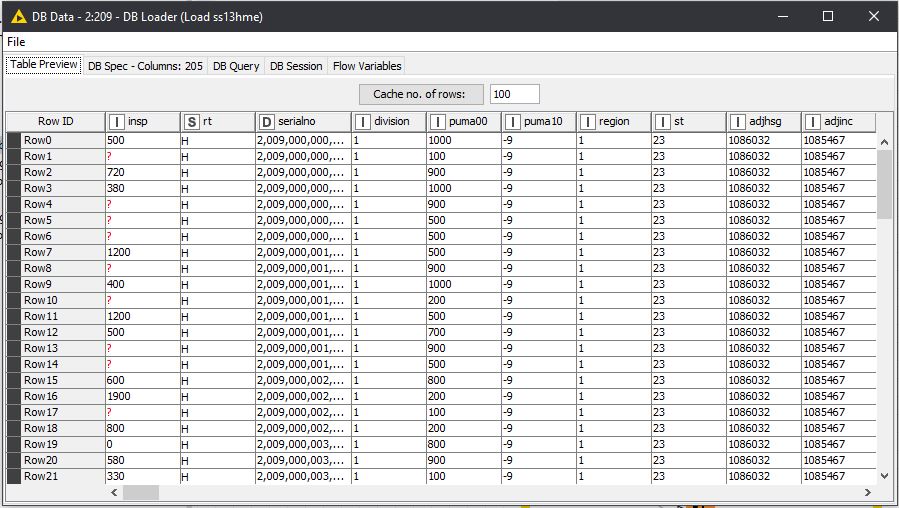 DB Data - 2:209 - DB Loader (Load ss13hme)
File
Table Preview DB Spec - Columns: 205 DB Query DB Session Flow Variables
Cache no. of rows: 100
Row ID I insp S rt D serialno I division I puma00 I puma10 I region I st I adjhsg I adjinc
Row0 500 H 2,009,000,000,... 1 1000 -9 1 23 1086032 1085467
Row1 ? H 2,009,000,000,... 1 100 -9 1 23 1086032 1085467
Row2 720 H 2,009,000,000,... 1 900 -9 1 23 1086032 1085467
Row3 380 H 2,009,000,000,... 1 1000 -9 1 23 1086032 1085467
Row4 ? H 2,009,000,000,... 1 900 -9 1 23 1086032 1085467
Row5 ? H 2,009,000,000,... 1 500 -9 1 23 1086032 1085467
Row6 ? H 2,009,000,000,... 1 500 -9 1 23 1086032 1085467
Row7 1200 H 2,009,000,001,... 1 500 -9 1 23 1086032 1085467
Row8 ? H 2,009,000,001,... 1 900 -9 1 23 1086032 1085467
Row9 400 H 2,009,000,001,... 1 1000 -9 1 23 1086032 1085467
Row10 ? H 2,009,000,001,... 1 200 -9 1 23 1086032 1085467
Row11 1200 H 2,009,000,001,... 1 500 -9 1 23 1086032 1085467
Row12 500 H 2,009,000,001,... 1 700 -9 1 23 1086032 1085467
Row13 ? H 2,009,000,001,... 1 900 -9 1 23 1086032 1085467
Row14 ? H 2,009,000,001,... 1 500 -9 1 23 1086032 1085467
Row15 600 H 2,009,000,002,... 1 800 -9 1 23 1086032 1085467
Row16 1900 H 2,009,000,002,... 1 200 -9 1 23 1086032 1085467
Row17 ? H 2,009,000,002,... 1 100 -9 1 23 1086032 1085467
Row18 800 H 2,009,000,002,... 1 200 -9 1 23 1086032 1085467
Row19 0 H 2,009,000,003,... 1 800 -9 1 23 1086032 1085467
Row20 580 H 2,009,000,003,... 1 900 -9 1 23 1086032 1085467
Row21 330 H 2,009,000,003,... 1 100 -9 1 23 1086032 1085467